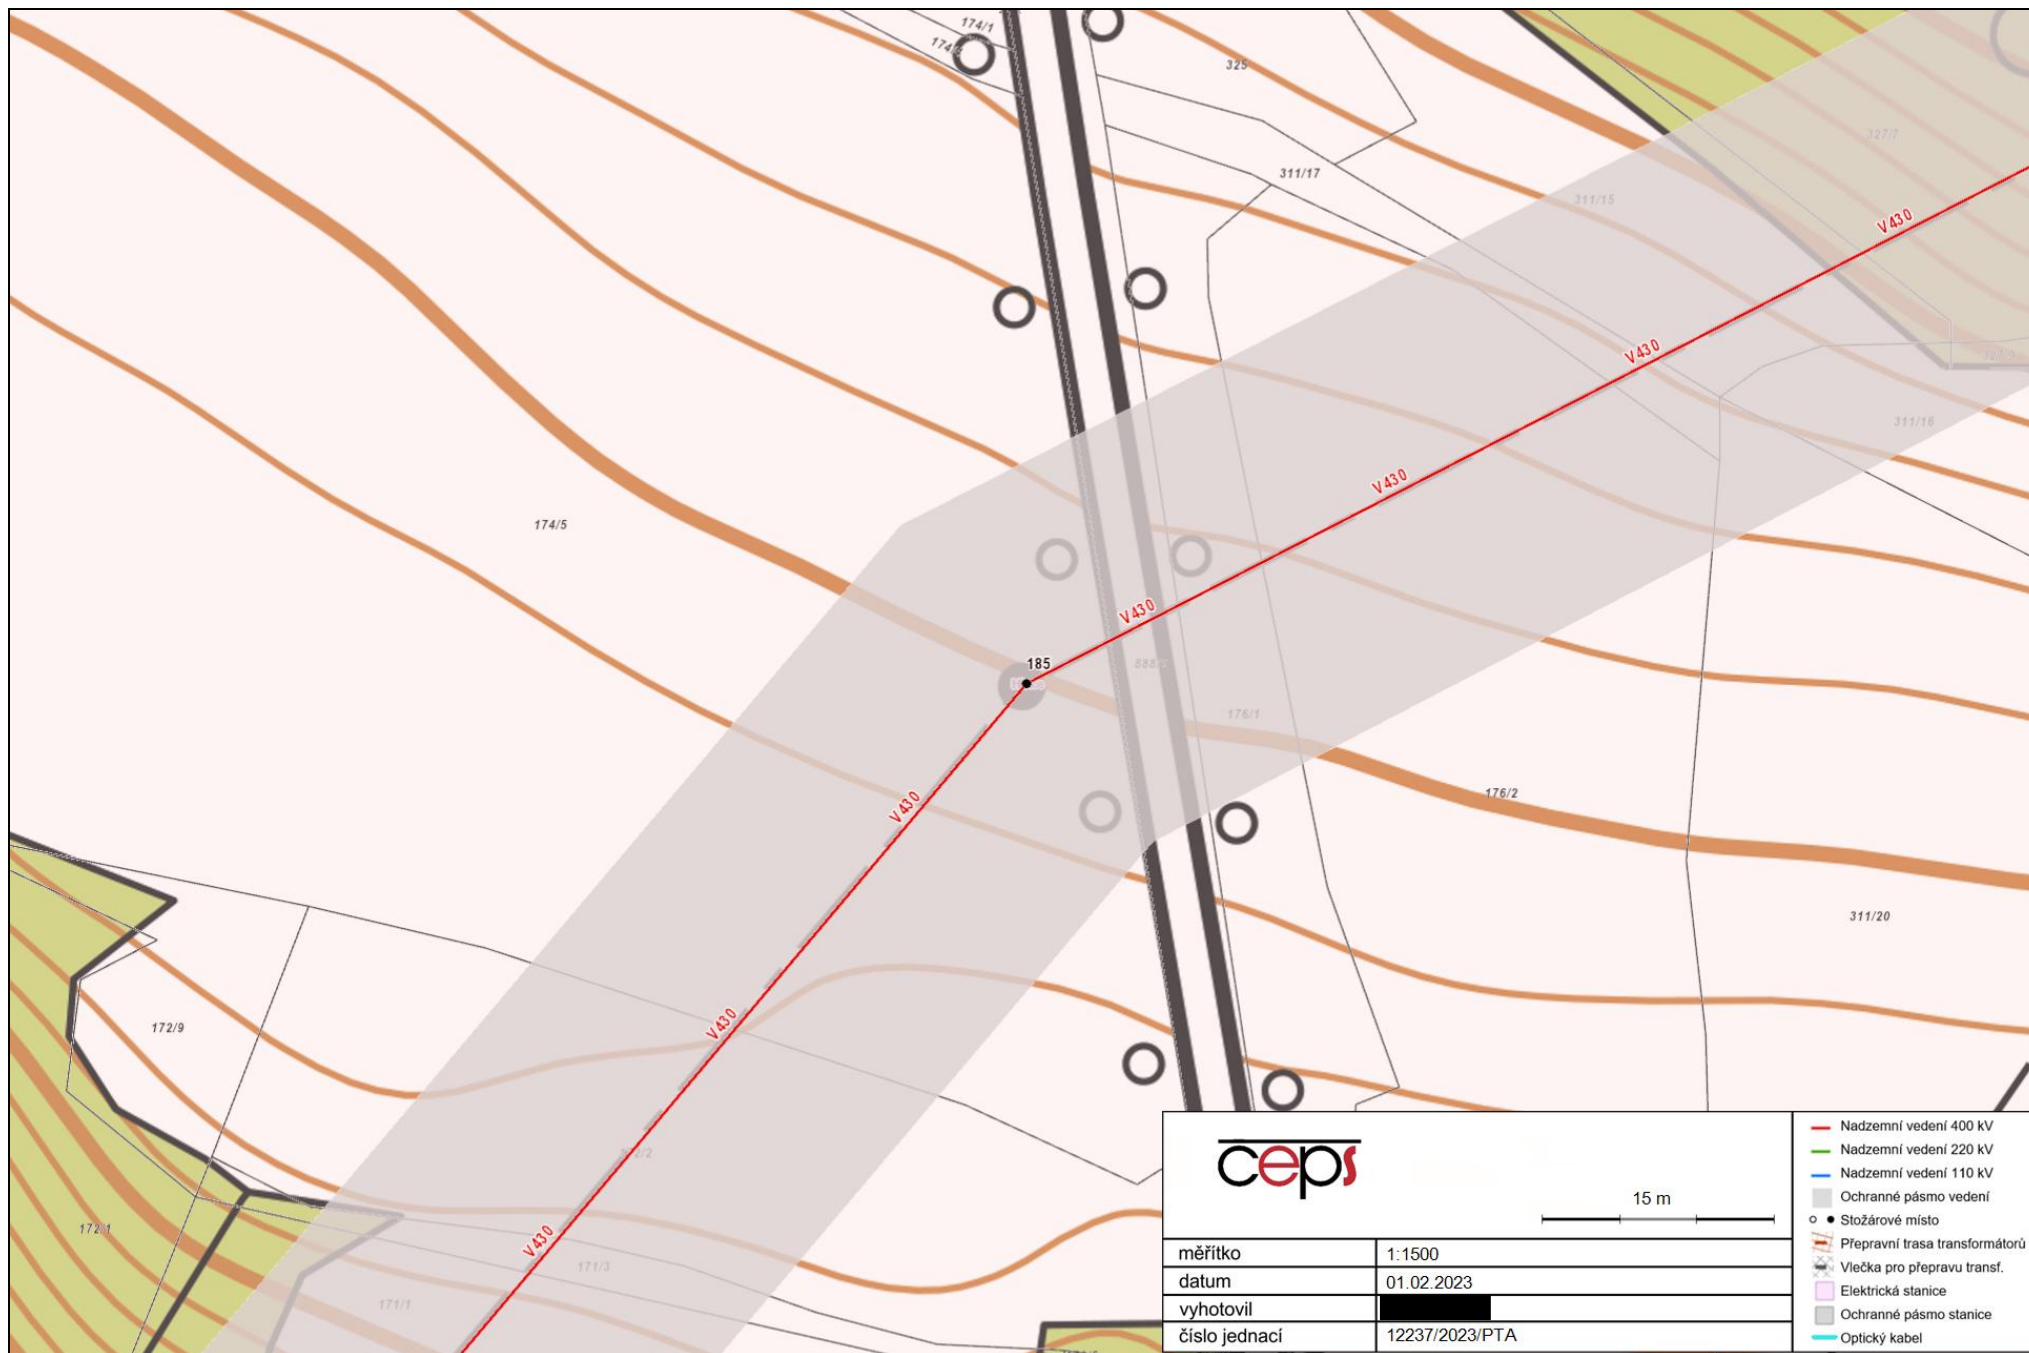 174/1
325
327/7
311/17
311/15
V430
V430
311/16
V430
174/5
V430
185
176/1
V430
176/2
311/20
172/9
V430
172/2
V430
172/1
171/3
171/1
ceps
15 m
měřítko 1:1500
datum 01.02.2023
vyhotovil
číslo jednací 12237/2023/PTA
Nadzemní vedení 400 kV
Nadzemní vedení 220 kV
Nadzemní vedení 110 kV
Ochranné pásmo vedení
Stožárové místo
Přepravní trasa transformátorů
Vlečka pro přepravu transf.
Elektrická stanice
Ochranné pásmo stanice
Optický kabel